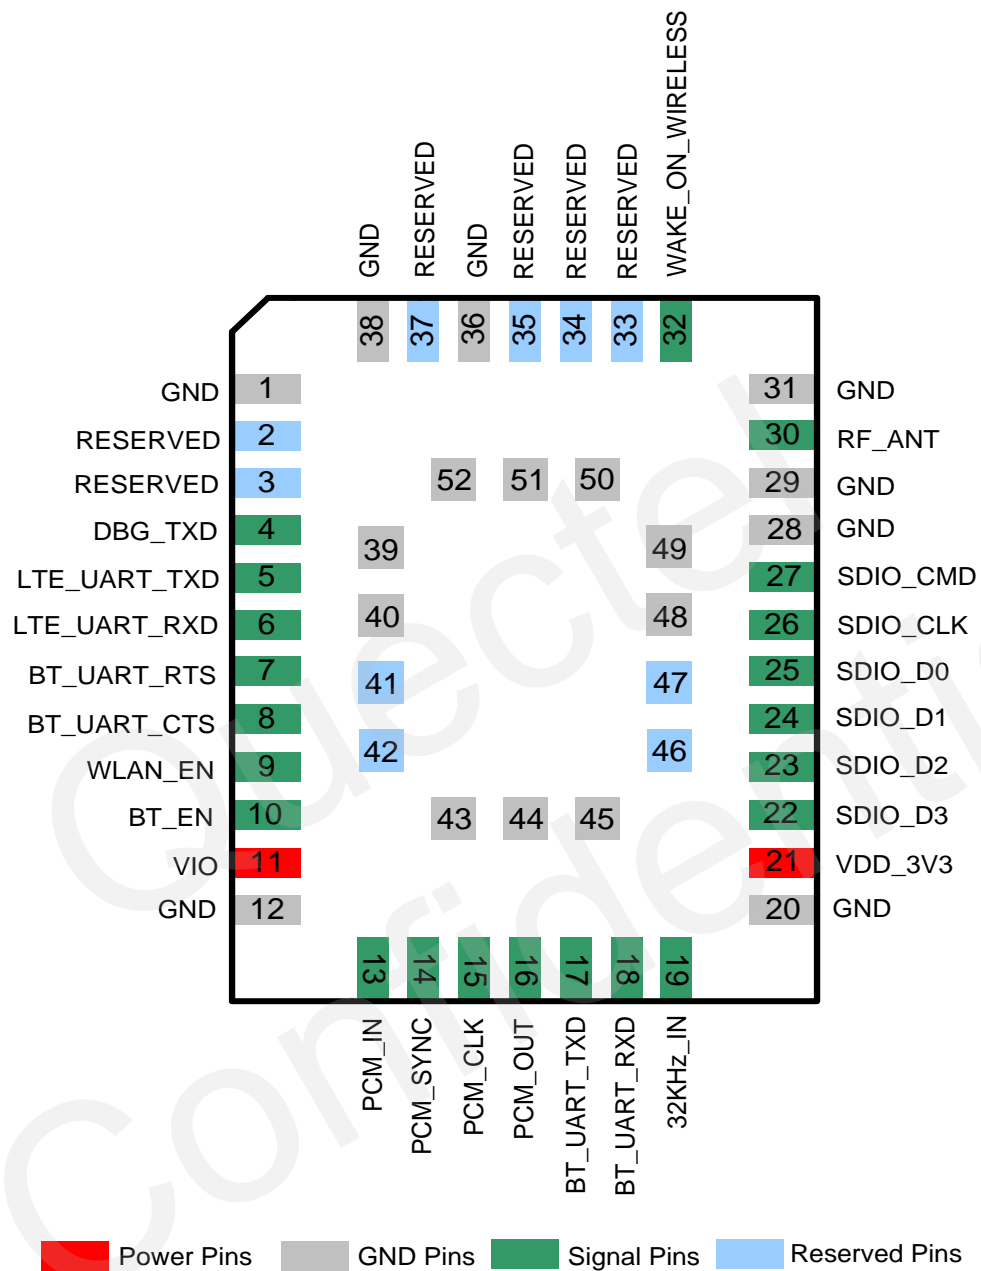 WAKE_ON_WIRELESS
RESERVED
RESERVED
RESERVED
GND
RESERVED
GND
38
37
36
35
34
33
32
GND 1
RESERVED 2
RESERVED 3
DBG_TXD 4
LTE_UART_TXD 5
LTE_UART_RXD 6
BT_UART_RTS 7
BT_UART_CTS 8
WLAN_EN 9
BT_EN 10
VIO 11
GND 12
31 GND
30 RF_ANT
29 GND
28 GND
27 SDIO_CMD
26 SDIO_CLK
25 SDIO_D0
24 SDIO_D1
23 SDIO_D2
22 SDIO_D3
21 VDD_3V3
20 GND
52 51 50
39 49
40 48
41 47
42 46
43 44 45
13
14
15
16
17
18
19
PCM_IN
PCM_SYNC
PCM_CLK
PCM_OUT
BT_UART_TXD
BT_UART_RXD
32KHz_IN
Power Pins GND Pins Signal Pins Reserved Pins
Quectel